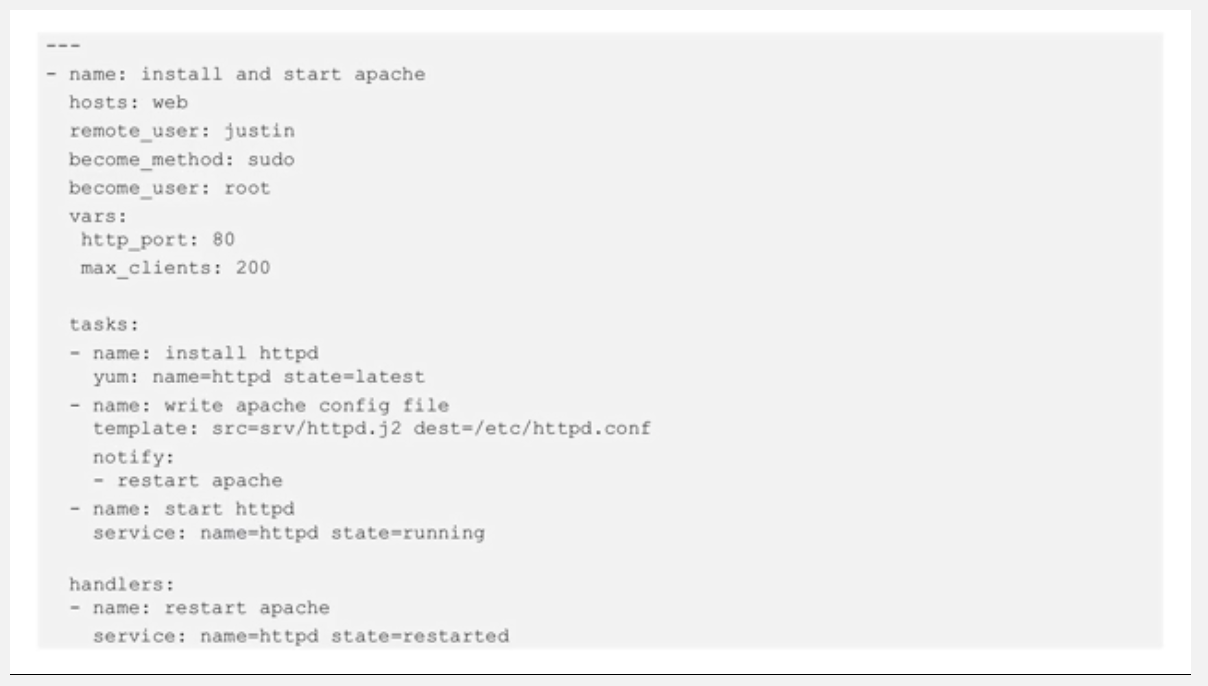 ---
- name: install and start apache
  hosts: web
  remote_user: justin
  become_method: sudo
  become_user: root
  vars:
   http_port: 80
   max_clients: 200

  tasks:
  - name: install httpd
    yum: name=httpd state=latest
  - name: write apache config file
    template: src=srv/httpd.j2 dest=/etc/httpd.conf
    notify:
    - restart apache
  - name: start httpd
    service: name=httpd state=running

  handlers:
  - name: restart apache
    service: name=httpd state=restarted